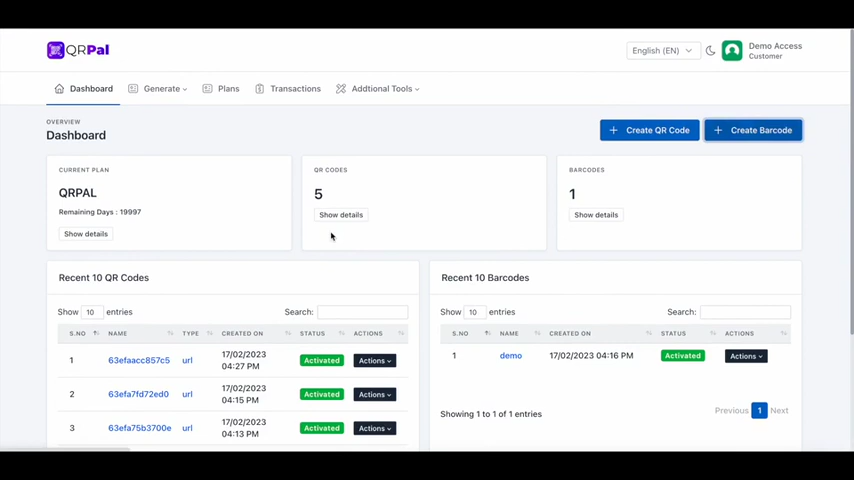 QRPal
English (EN)
Demo Access
Customer
Dashboard
Generate
Plans
Transactions
Addtional Tools
OVERVIEW
Dashboard
+ Create QR Code
+ Create Barcode
CURRENT PLAN
QRPAL
Remaining Days : 19997
Show details
QR CODES
5
Show details
BARCODES
1
Show details
Recent 10 QR Codes
Show 10 entries Search:
S.NO NAME TYPE CREATED ON STATUS ACTIONS
1 63efaacc857c5 url 17/02/2023 04:27 PM Activated Actions
2 63efa7fd72ed0 url 17/02/2023 04:15 PM Activated Actions
3 63efa75b3700e url 17/02/2023 04:13 PM Activated Actions
Recent 10 Barcodes
Show 10 entries Search:
S.NO NAME CREATED ON STATUS ACTIONS
1 demo 17/02/2023 04:16 PM Activated Actions
Showing 1 to 1 of 1 entries
Previous 1 Next